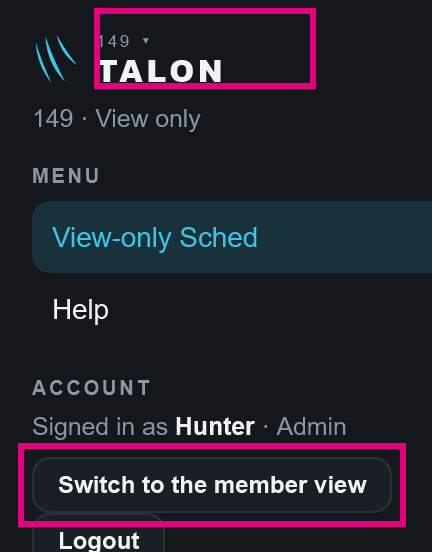 149 ▾
TALON
149 · View only
MENU
View-only Sched
Help
ACCOUNT
Signed in as Hunter · Admin
Switch to the member view
Logout